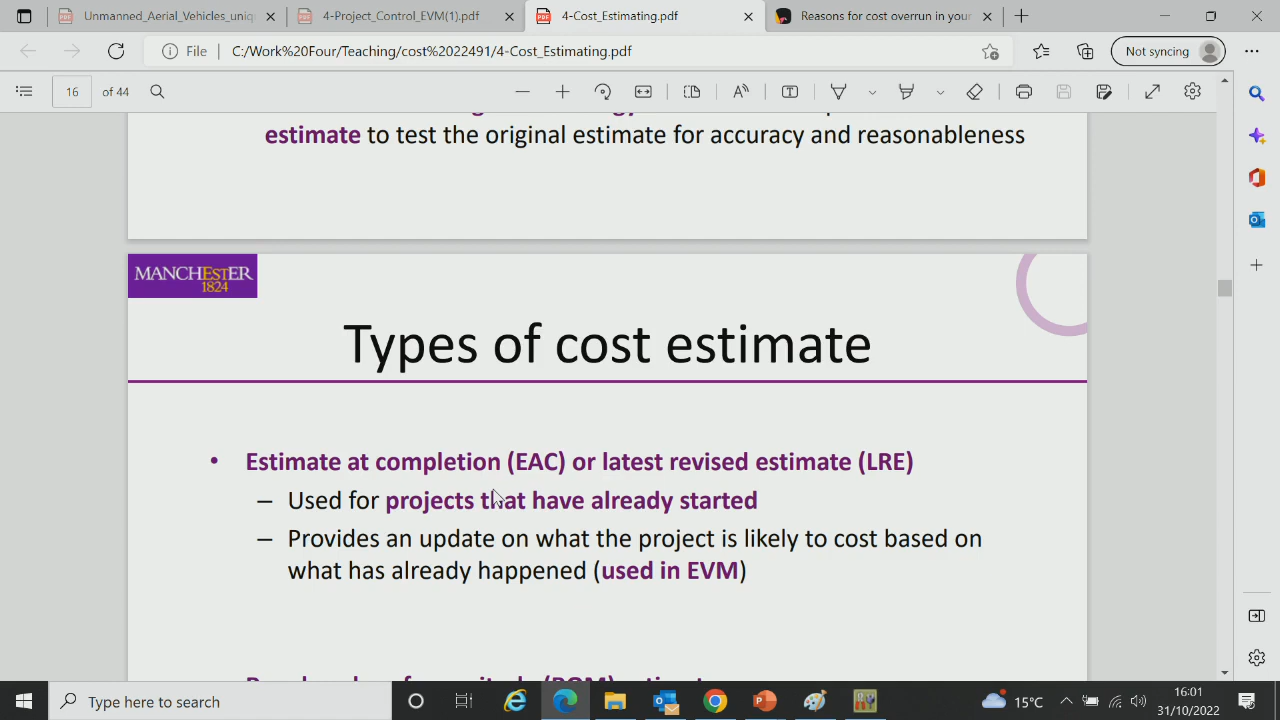 Unmanned_Aerial_Vehicles_uniq
4-Project_Control_EVM(1).pdf
4-Cost_Estimating.pdf
Reasons for cost overrun in your
File
C:/Work%20Four/Teaching/cost%2022491/4-Cost_Estimating.pdf
Not syncing
16 of 44
estimate to test the original estimate for accuracy and reasonableness
MANCHESTER
1824
Types of cost estimate
• Estimate at completion (EAC) or latest revised estimate (LRE)
– Used for projects that have already started
– Provides an update on what the project is likely to cost based on
what has already happened (used in EVM)
Type here to search
15°C
16:01
31/10/2022